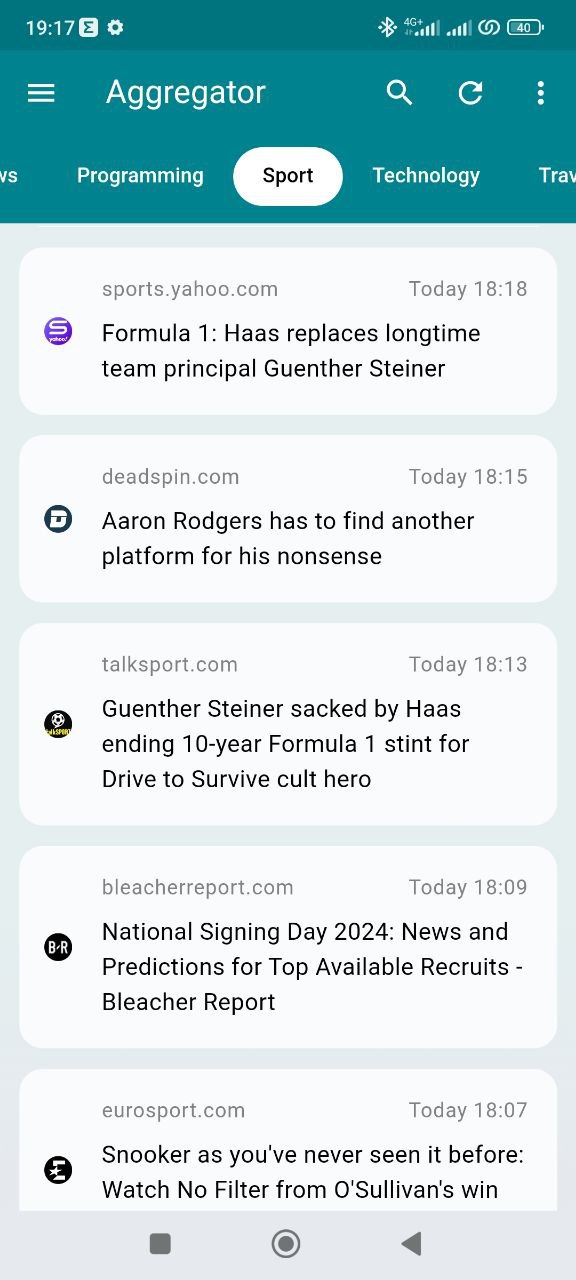 19:17
4G+
40
Aggregator
ws
Programming
Sport
Technology
Trav
sports.yahoo.com
Today 18:18
Formula 1: Haas replaces longtime
team principal Guenther Steiner
yahoo!
deadspin.com
Today 18:15
D
Aaron Rodgers has to find another
platform for his nonsense
talksport.com
Today 18:13
talkSPORT
Guenther Steiner sacked by Haas
ending 10-year Formula 1 stint for
Drive to Survive cult hero
bleacherreport.com
Today 18:09
B/R
National Signing Day 2024: News and
Predictions for Top Available Recruits -
Bleacher Report
eurosport.com
Today 18:07
Snooker as you've never seen it before:
Watch No Filter from O'Sullivan's win